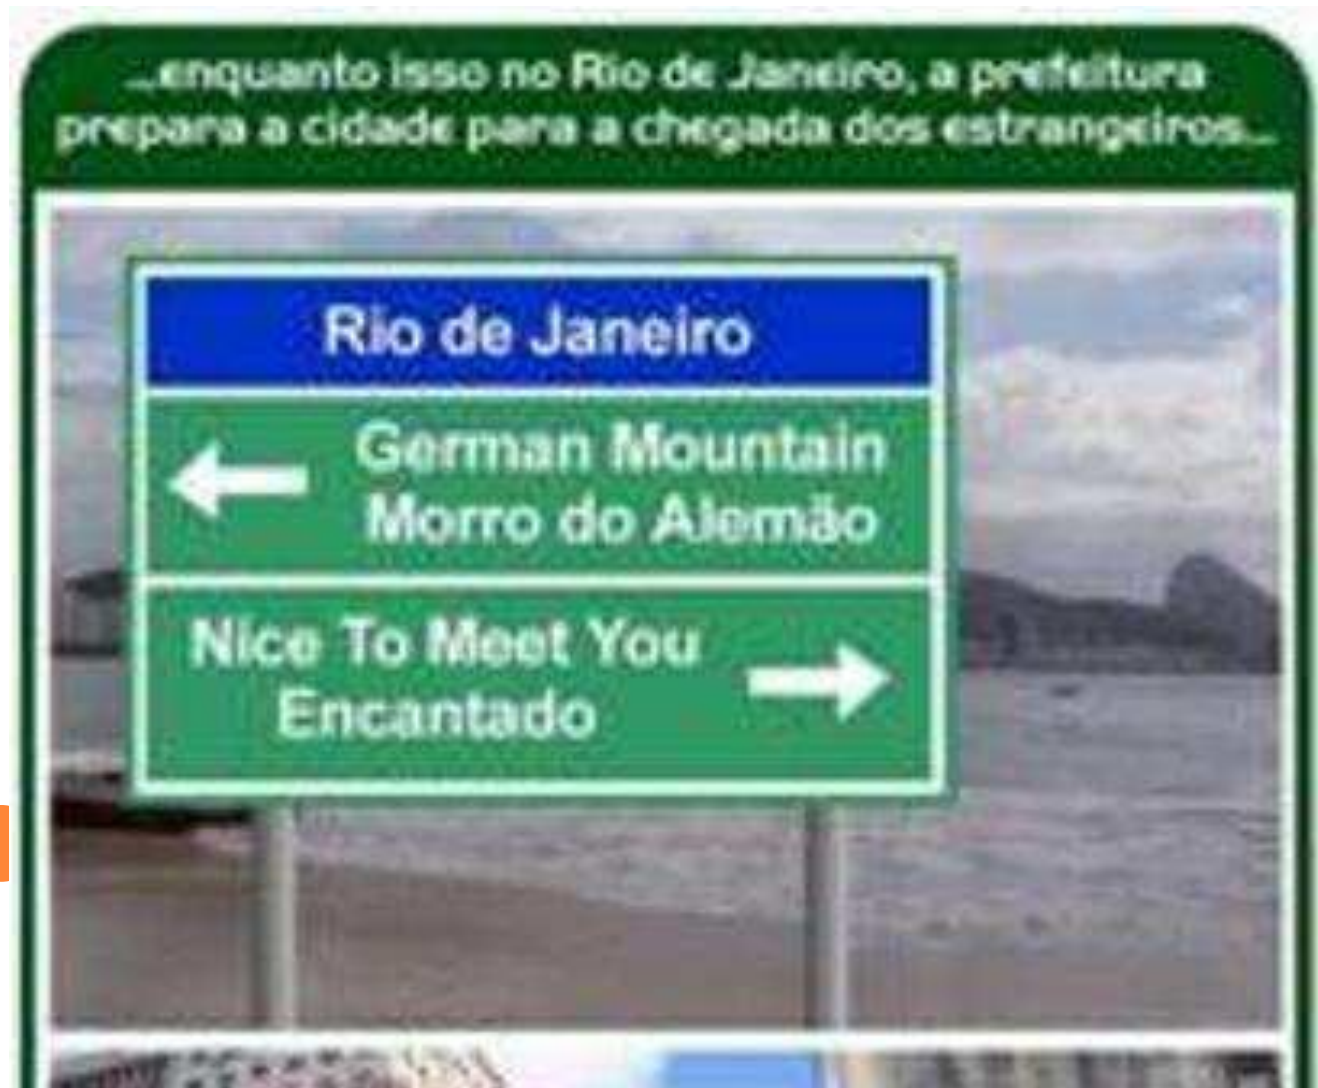 ...enquanto isso no Rio de Janeiro, a prefeitura
prepara a cidade para a chegada dos estrangeiros...
Rio de Janeiro
German Mountain
Morro do Alemão
Nice To Meet You
Encantado